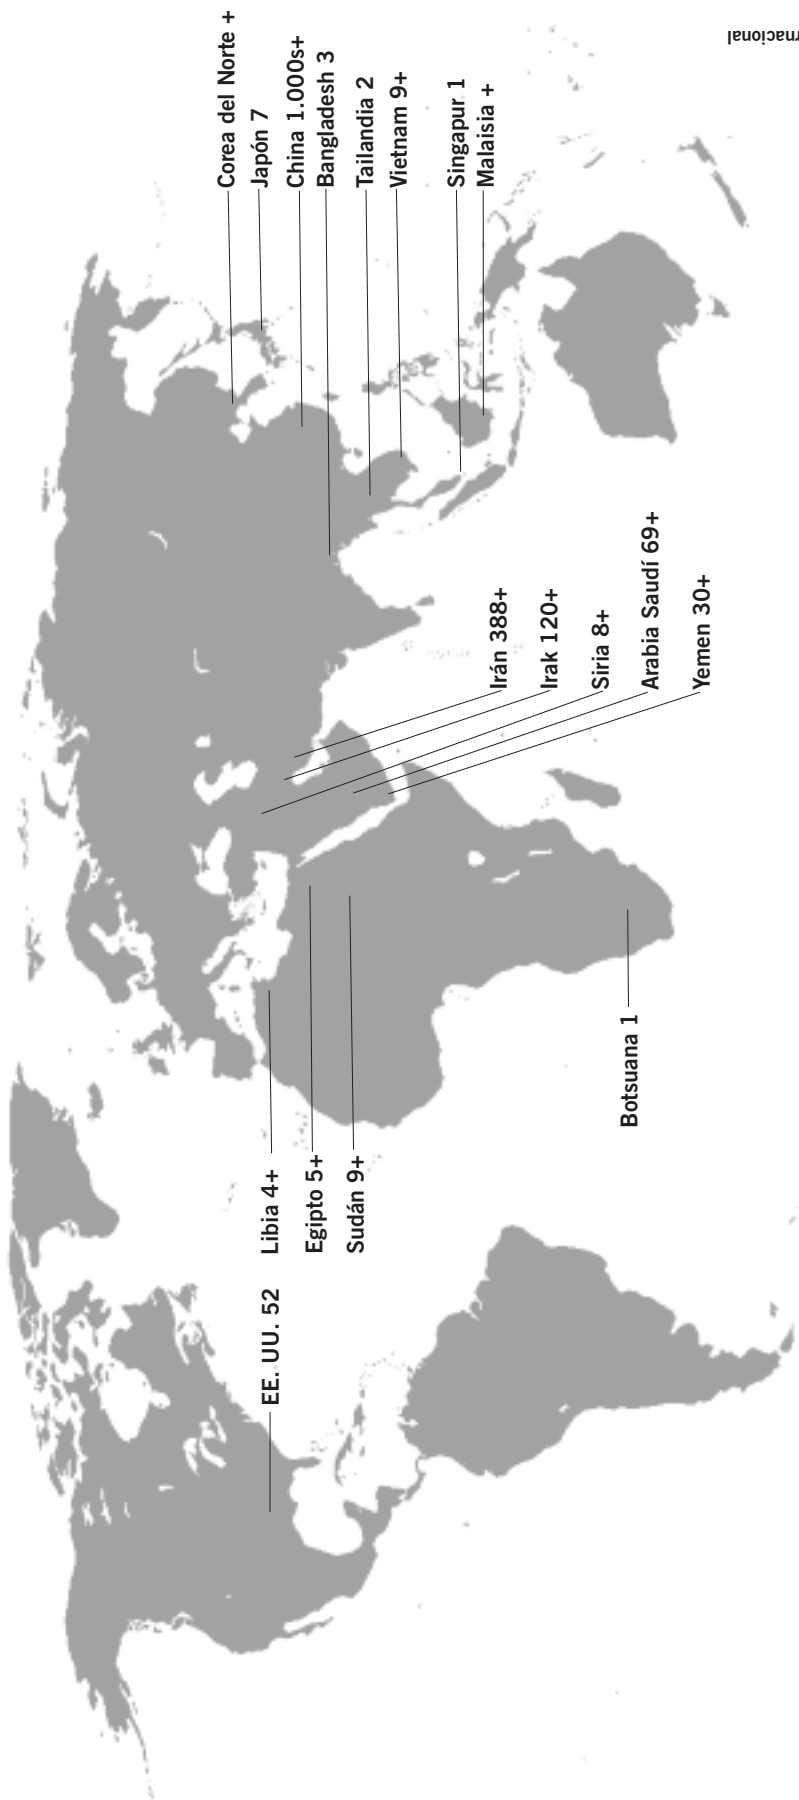 EE. UU. 52
Libia 4+
Egipto 5+
Sudán 9+
Botsuana 1
Irán 388+
Irak 120+
Siria 8+
Arabia Saudí 69+
Yemen 30+
Corea del Norte +
Japón 7
China 1.000s+
Bangladesh 3
Tailandia 2
Vietnam 9+
Singapur 1
Malaisia +